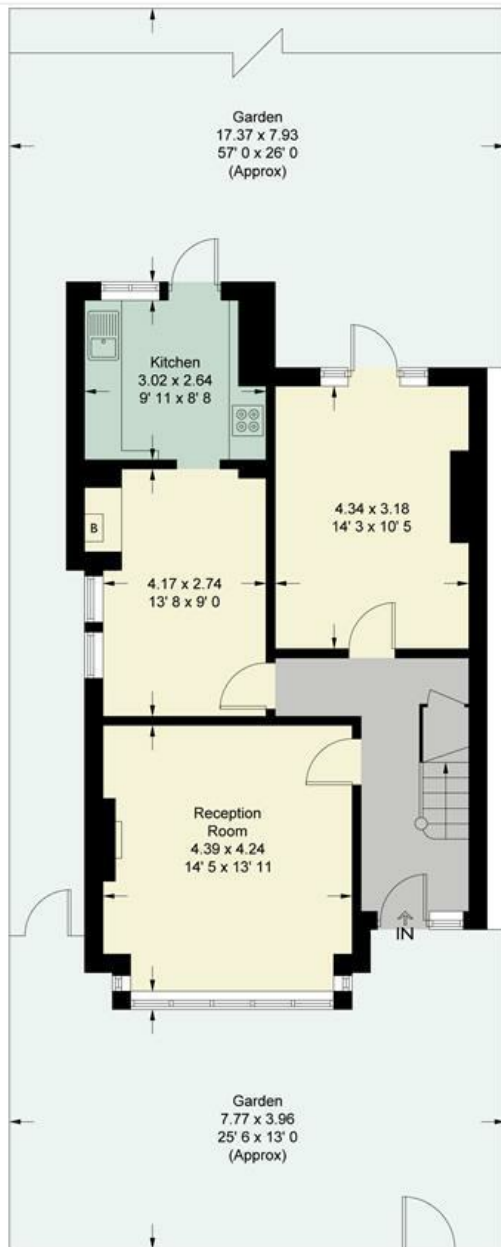 Garden
17.37 x 7.93
57' 0 x 26' 0
(Approx)
Kitchen
3.02 x 2.64
9' 11 x 8' 8
4.34 x 3.18
14' 3 x 10' 5
B
4.17 x 2.74
13' 8 x 9' 0
Reception
Room
4.39 x 4.24
14' 5 x 13' 11
IN
Garden
7.77 x 3.96
25' 6 x 13' 0
(Approx)